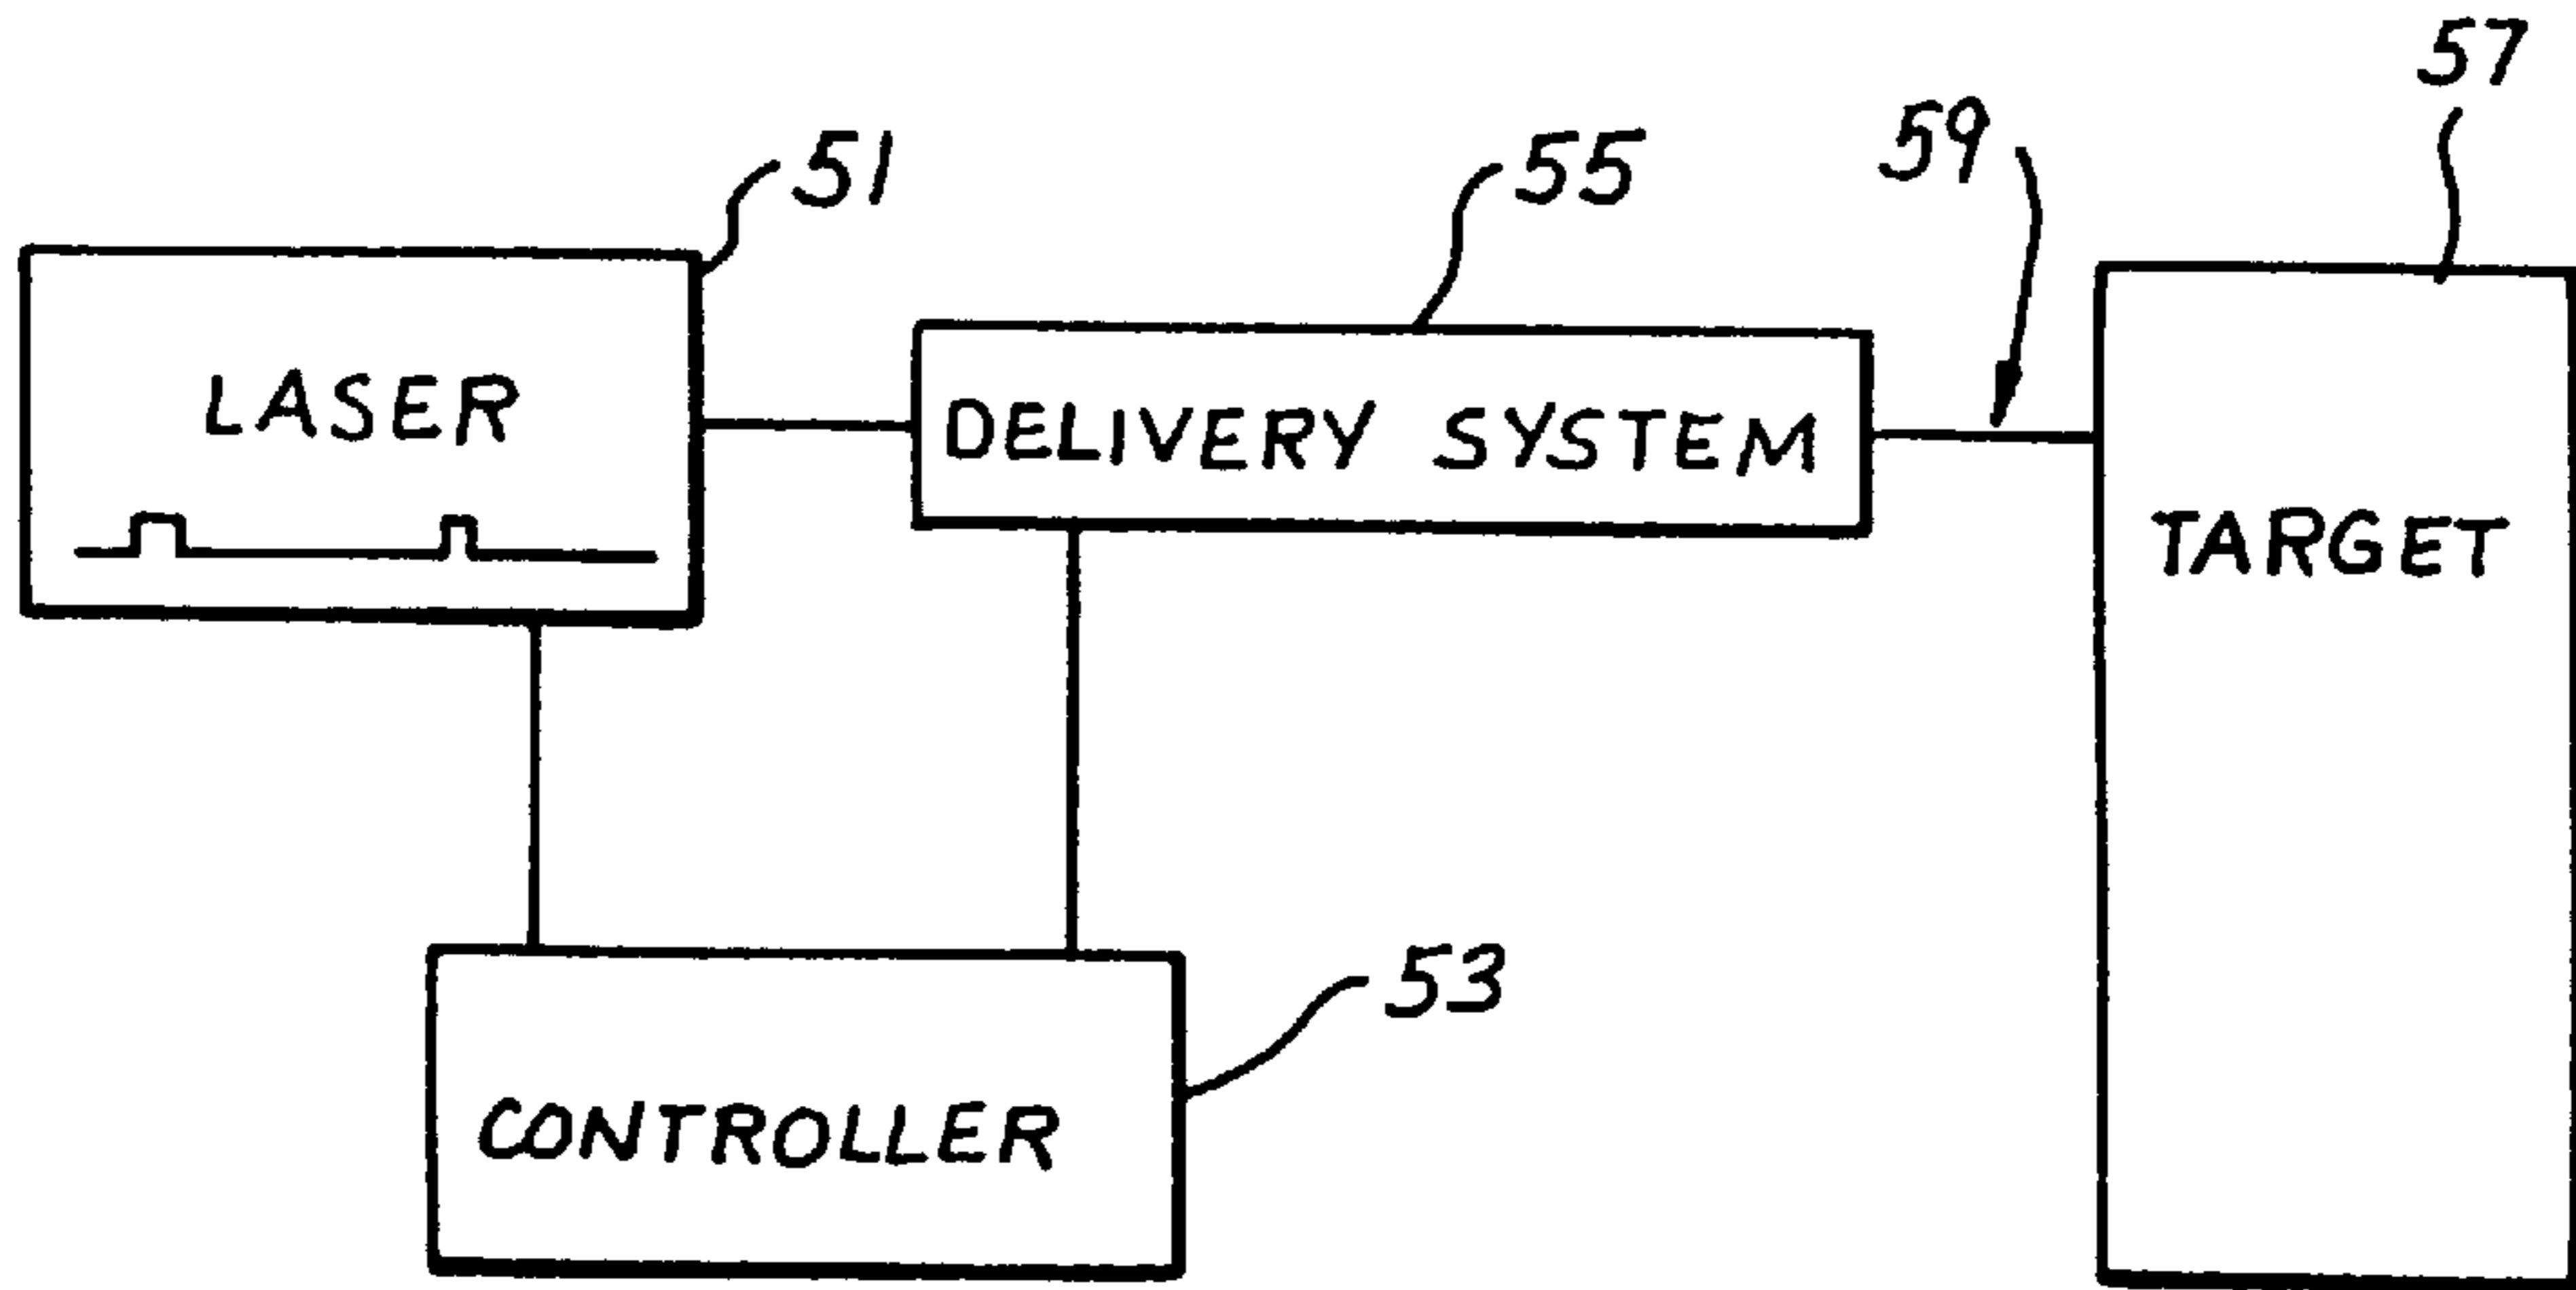 57
59
51
55
LASER
DELIVERY SYSTEM
TARGET
53
CONTROLLER